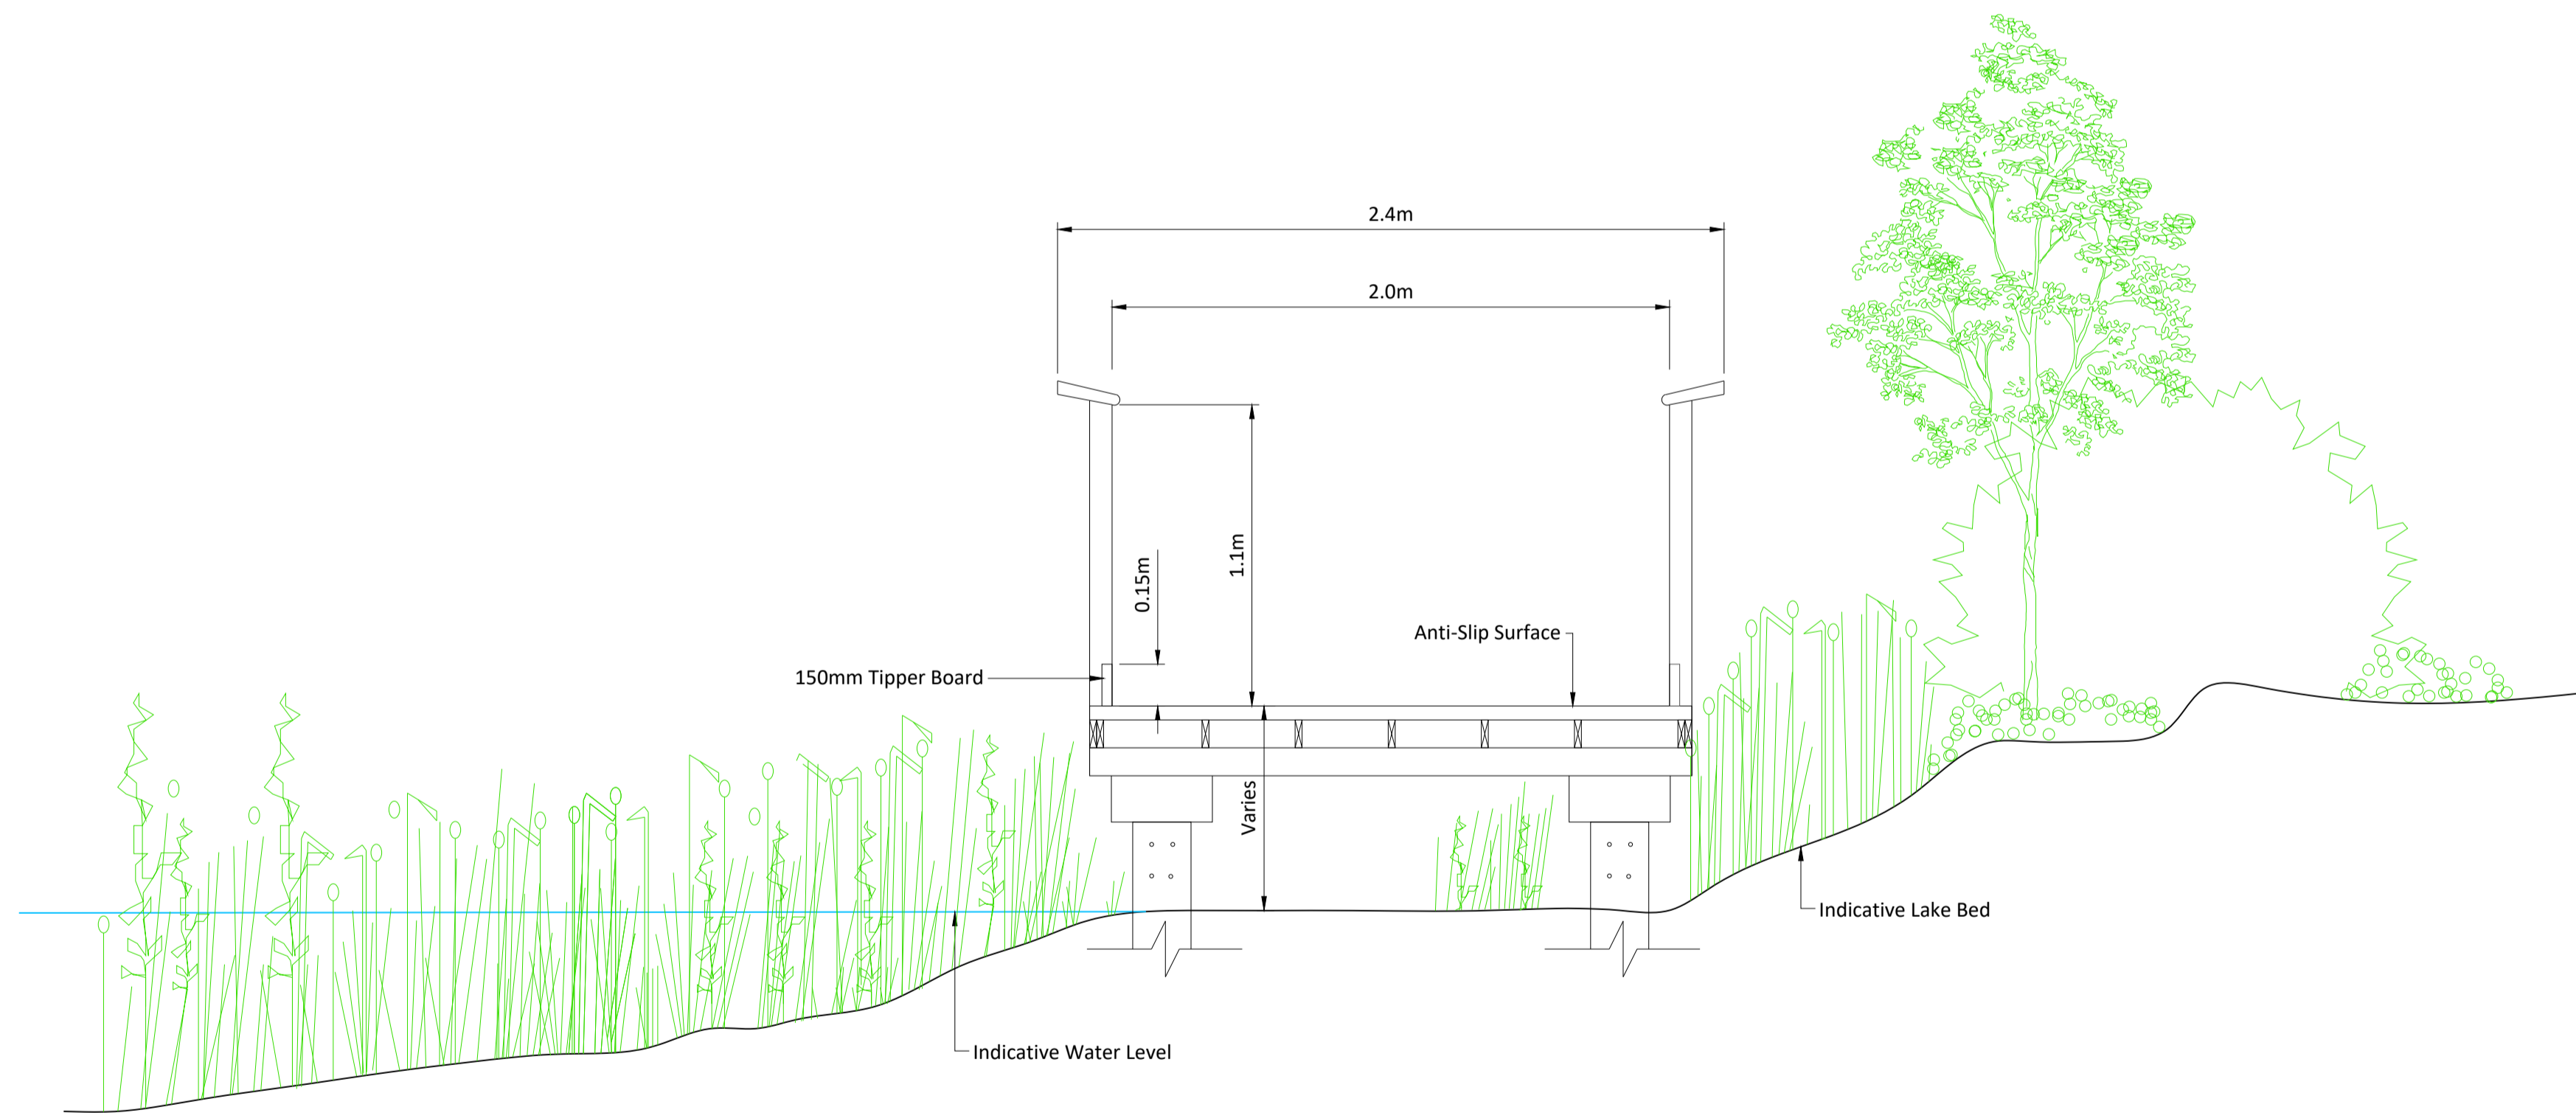 2.4m
2.0m
1.1m
0.15m
Anti-Slip Surface
150mm Tipper Board
Varies
Indicative Lake Bed
Indicative Water Level